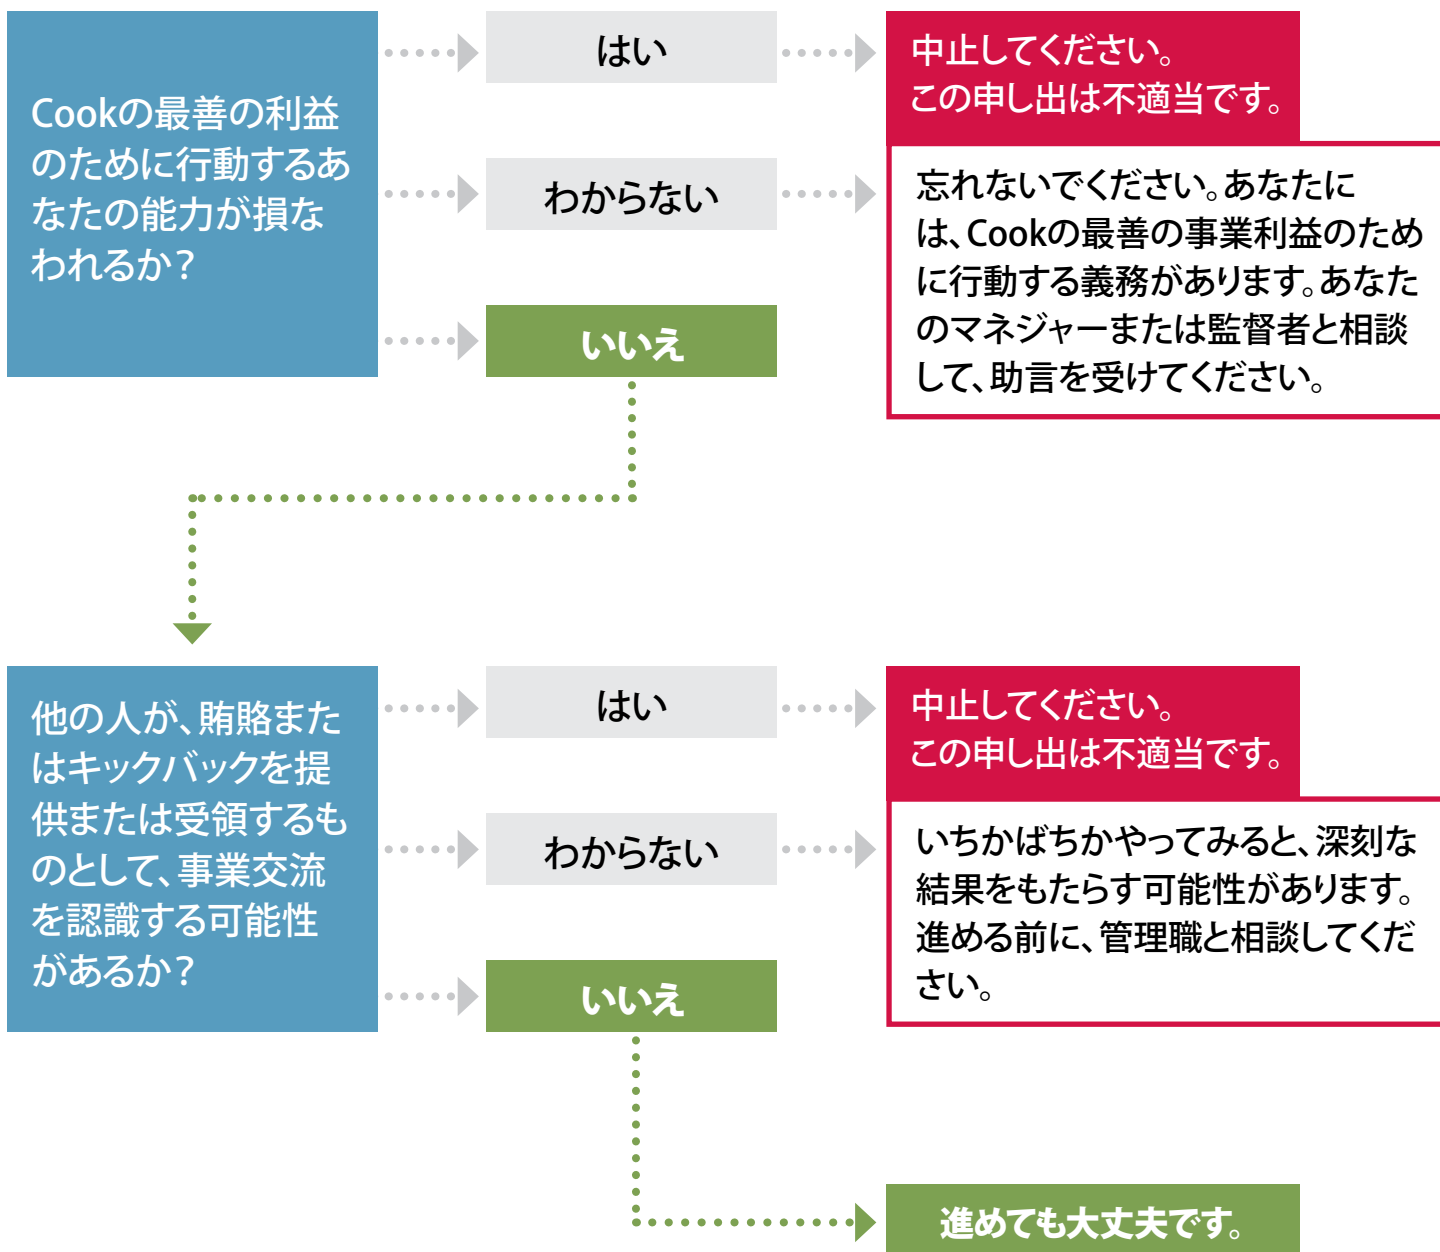 Cookの最善の利益
のために行動するあ
なたの能力が損な
われるか？
はい
中止してください。
この申し出は不適当です。
わからない
忘れないでください。あなたに
は、Cookの最善の事業利益のため
に行動する義務があります。あなた
のマネジャーまたは監督者と相談
して、助言を受けてください。
いいえ
他の人が、賄賂また
はキックバックを提
供または受領するも
のとして、事業交流
を認識する可能性
があるか？
はい
中止してください。
この申し出は不適当です。
わからない
いちかばちかやってみると、深刻な
結果をもたらす可能性があります。
進める前に、管理職と相談してくだ
さい。
いいえ
進めても大丈夫です。